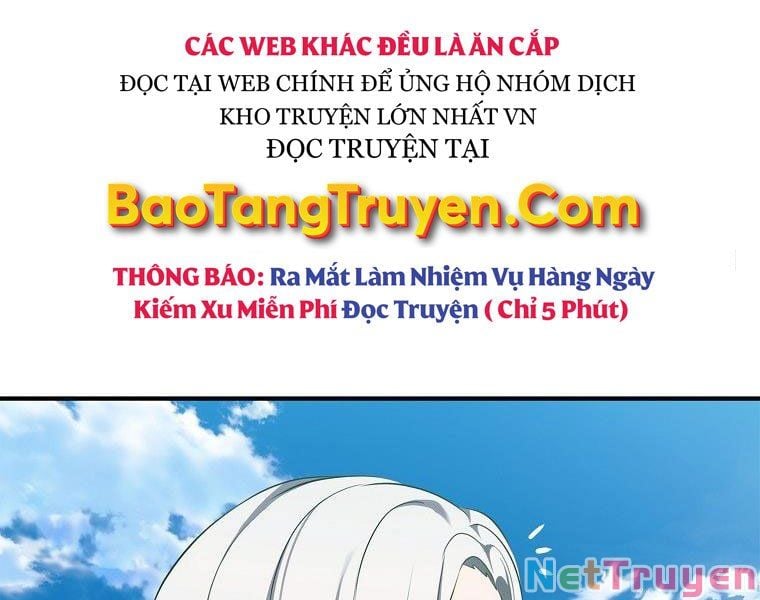 CÁC WEB KHÁC ĐỀU LÀ ĂN CẮP
ĐỌC TẠI WEB CHÍNH ĐỂ ỦNG HỘ NHÓM DỊCH
KHO TRUYỆN LỚN NHẤT VN
ĐỌC TRUYỆN TẠI
BaoTangTruyen.Com
THÔNG BÁO: Ra Mắt Làm Nhiệm Vụ Hàng Ngày
Kiếm Xu Miễn Phí Đọc Truyện ( Chỉ 5 Phút)
NetTruyen